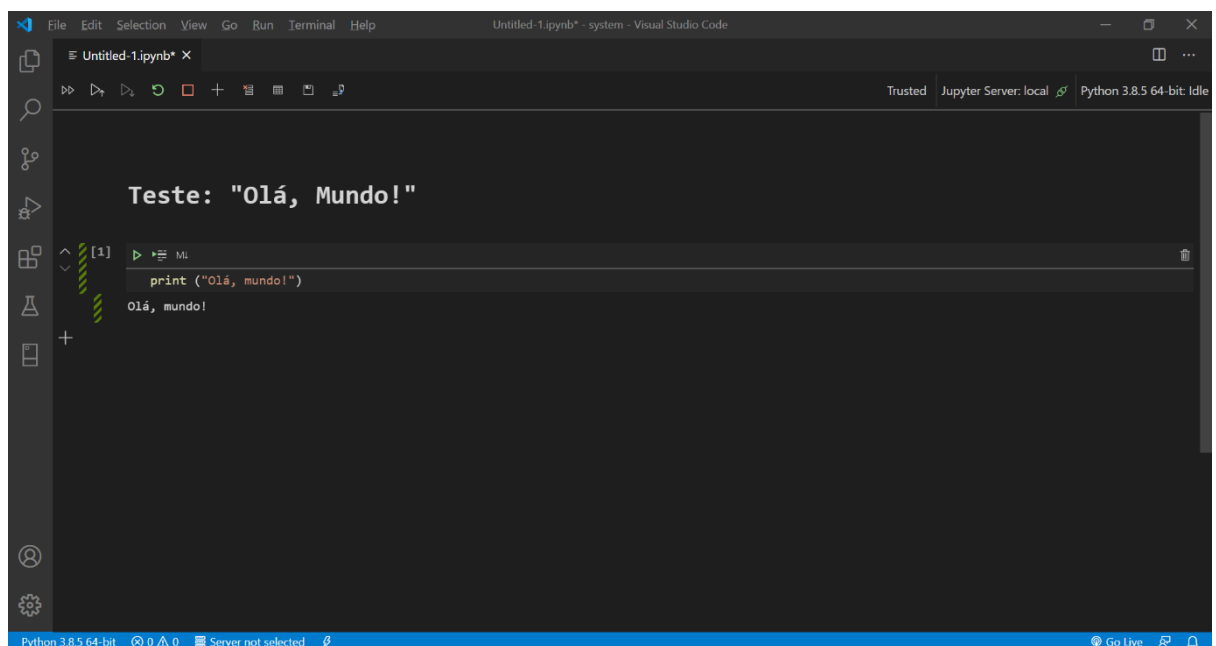 File Edit Selection View Go Run Terminal Help Untitled-1.ipynb* - system - Visual Studio Code
Untitled-1.ipynb*
Trusted Jupyter Server: local Python 3.8.5 64-bit: Idle
Teste: "Olá, Mundo!"
[1] M↓
print ("Olá, mundo!")
Olá, mundo!
Python 3.8.5 64-bit 0 0 Server not selected Go Live